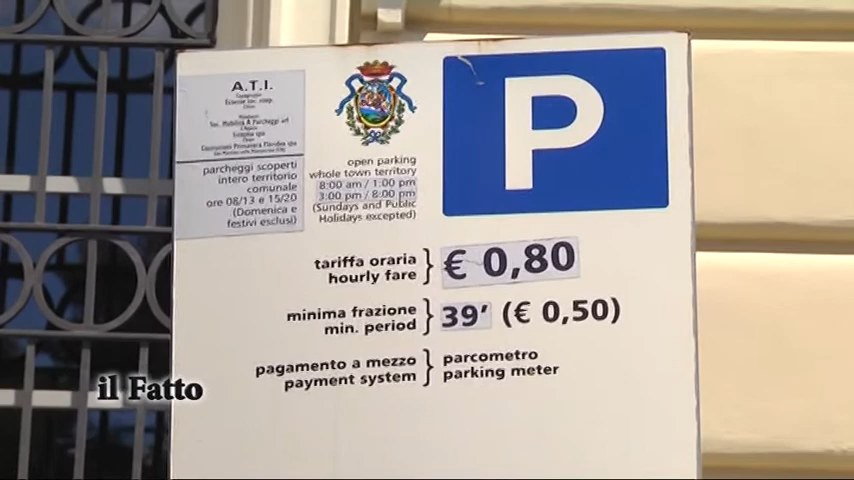 A.T.I.
parcheggi scoperti
intero territorio
comunale
ore 08/13 e 15/20
(Domenica e
festivi esclusi)
open parking
whole town territory
8:00 am / 1:00 pm
3:00 pm / 8:00 pm
(Sundays and Public
Holidays excepted)
P
tariffa oraria
hourly fare
€ 0,80
minima frazione
min. period
39’ (€ 0,50)
pagamento a mezzo
payment system
parcometro
parking meter
il Fatto